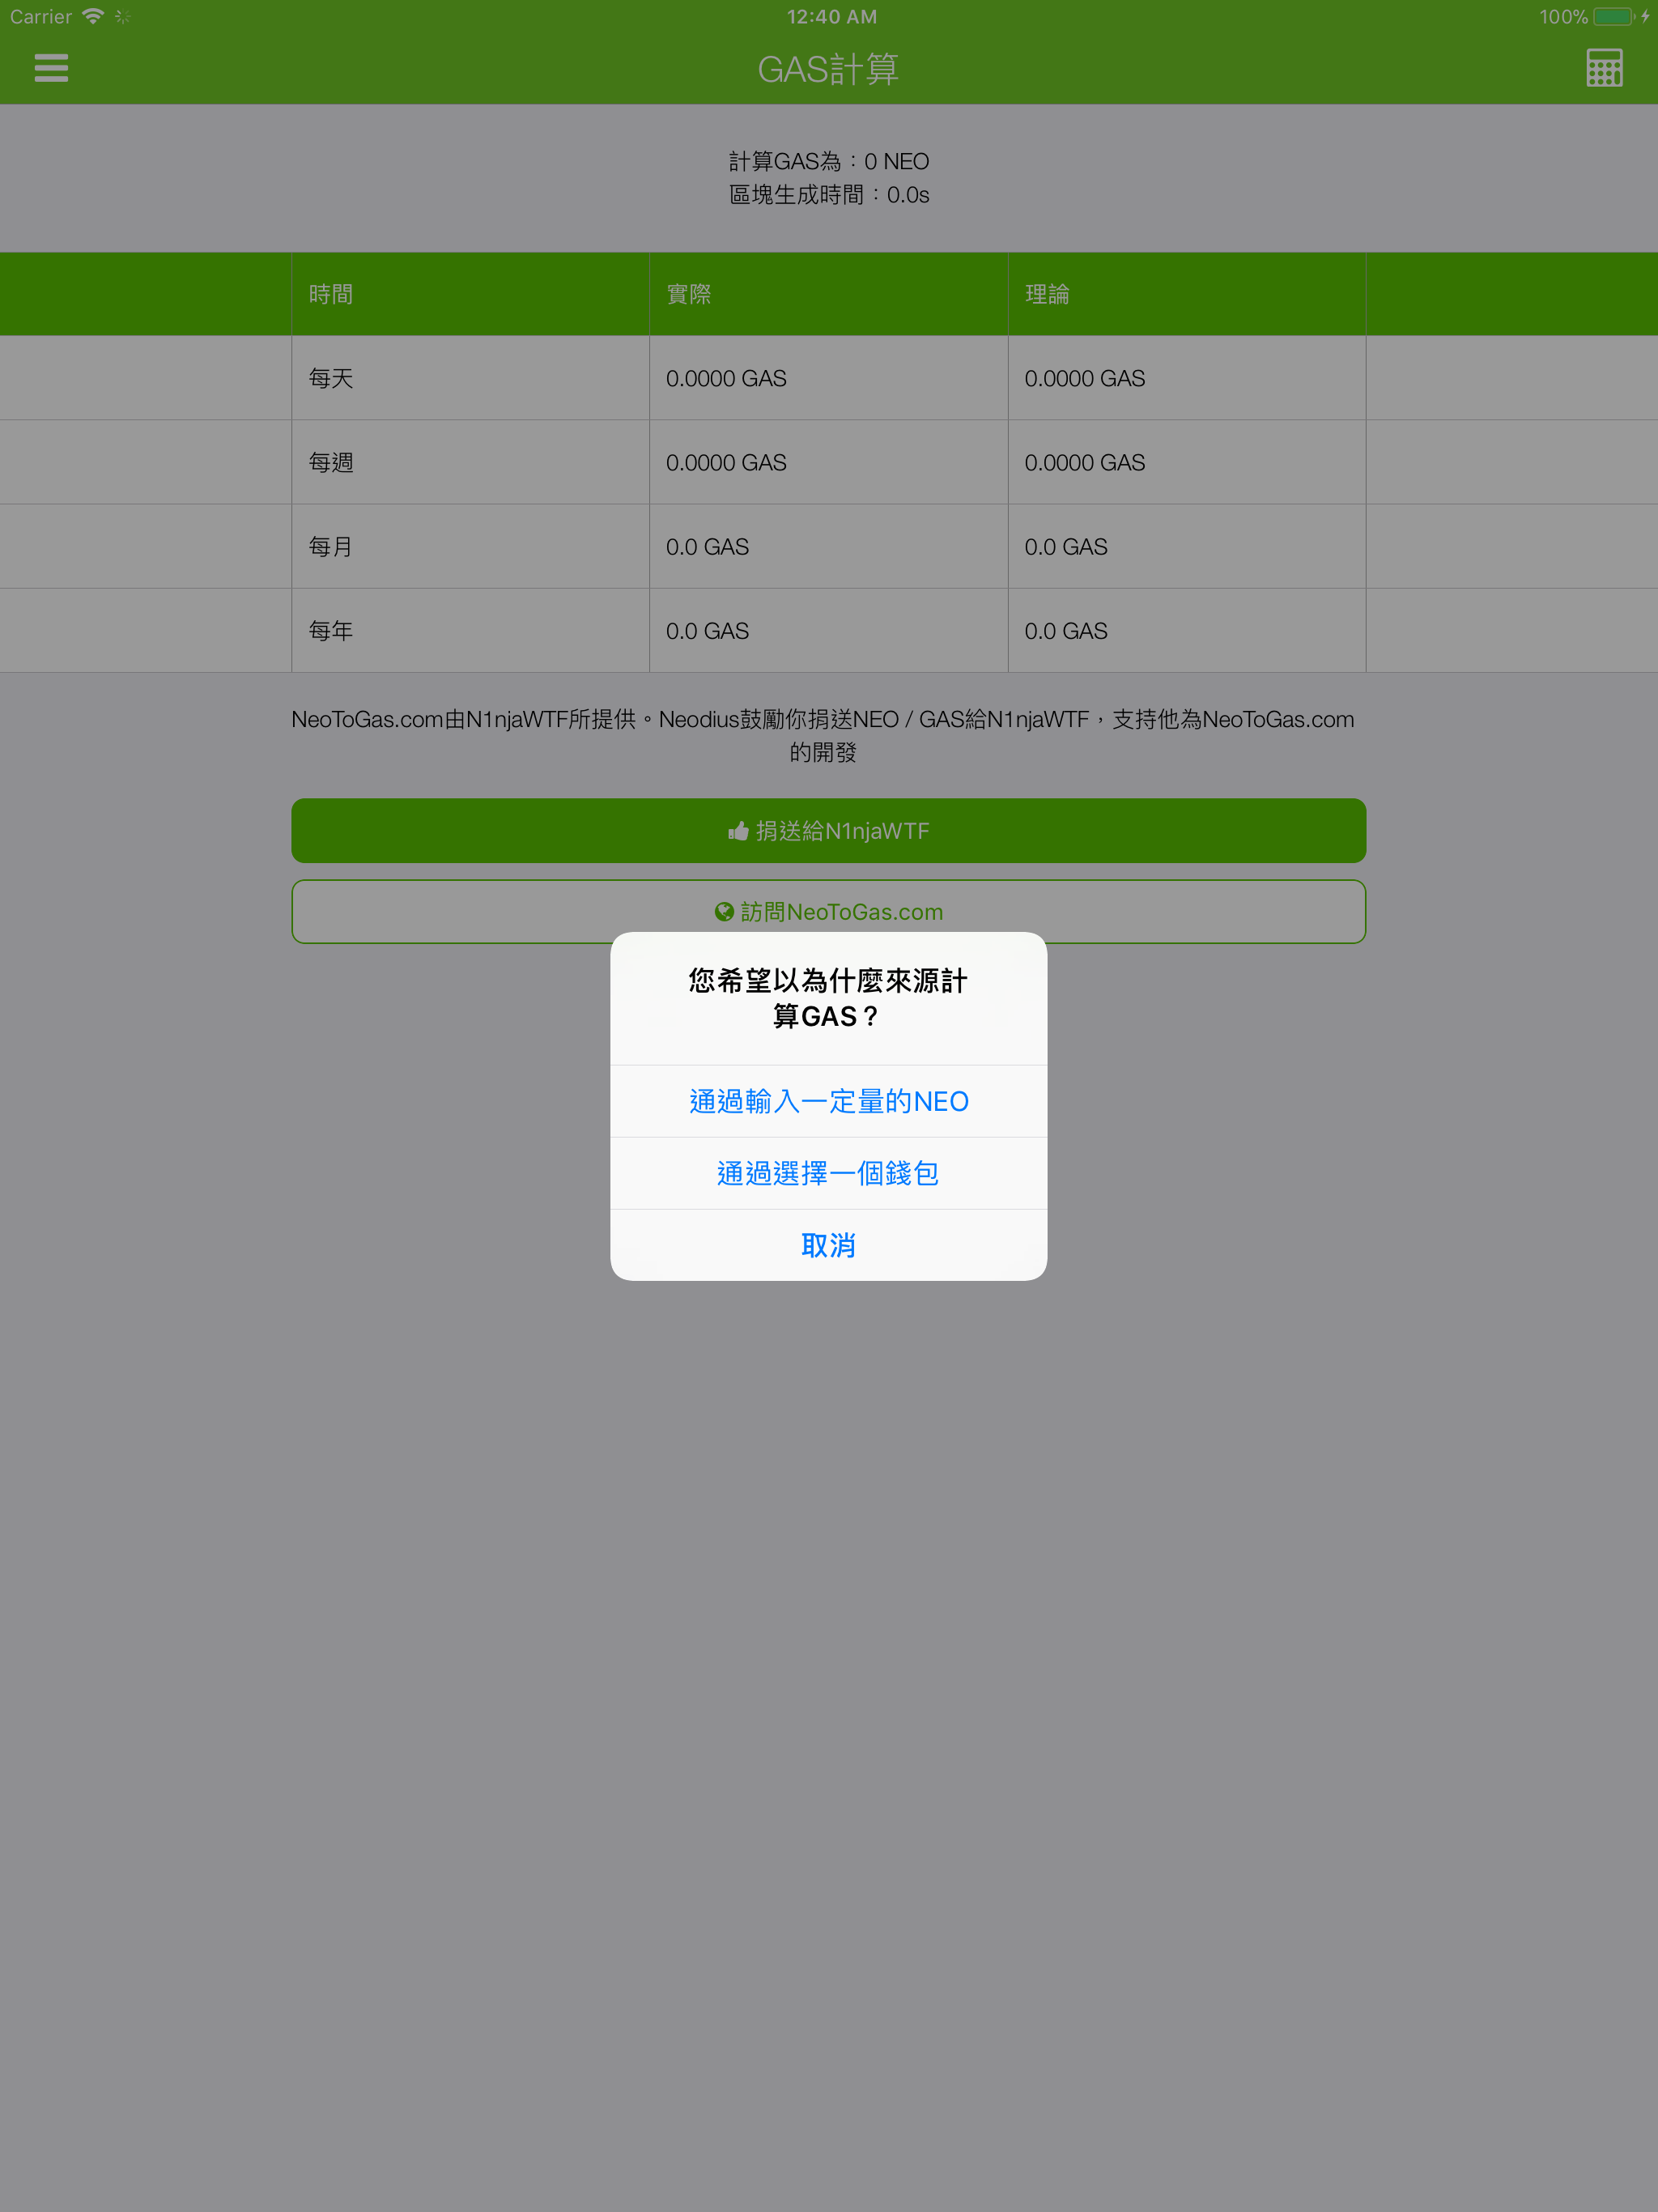 Carrier 12:40 AM 100%
GAS計算
計算GAS為：0 NEO
區塊生成時間：0.0s
時間 實際 理論
每天 0.0000 GAS 0.0000 GAS
每週 0.0000 GAS 0.0000 GAS
每月 0.0 GAS 0.0 GAS
每年 0.0 GAS 0.0 GAS
NeoToGas.com由N1njaWTF所提供。Neodius鼓勵你捐送NEO / GAS給N1njaWTF，支持他為NeoToGas.com
的開發
捐送給N1njaWTF
訪問NeoToGas.com
您希望以為什麼來源計
算GAS？
通過輸入一定量的NEO
通過選擇一個錢包
取消